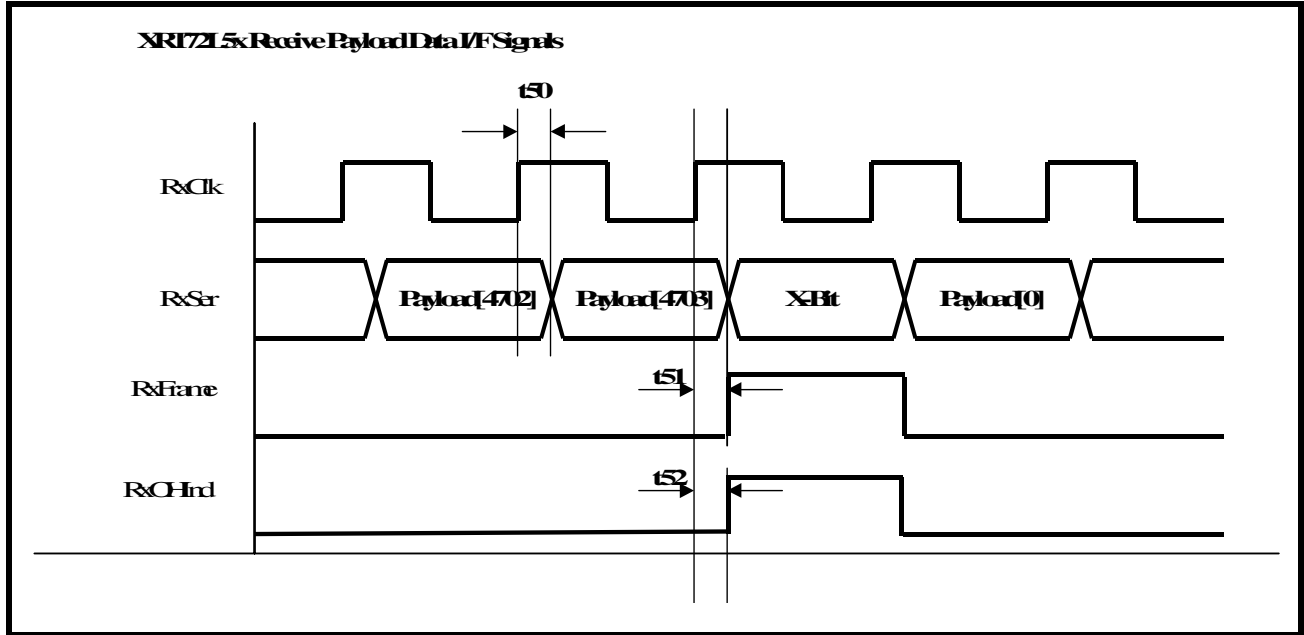 XRT72L5x Receive Payload Data I/F Signals
t50
RxClk
RxSer
Payload[4702]
Payload[4703]
X-Bit
Payload[0]
RxFrame
t51
RxOHInd
t52